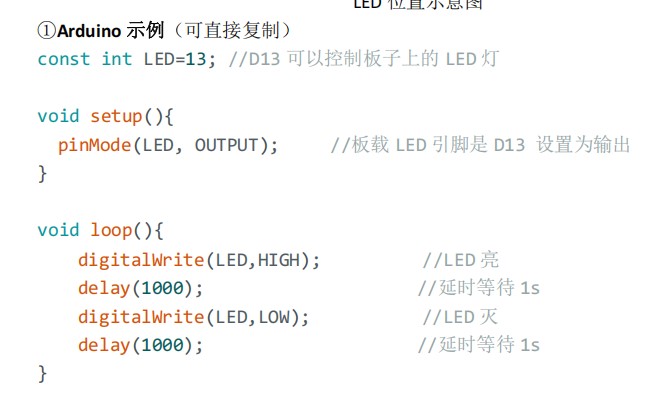 LED 位置示意图
①Arduino 示例（可直接复制）
const int LED=13; //D13 可以控制板子上的 LED 灯
void setup(){
pinMode(LED, OUTPUT); //板载 LED 引脚是 D13 设置为输出
}
void loop(){
digitalWrite(LED,HIGH); //LED 亮
delay(1000); //延时等待 1s
digitalWrite(LED,LOW); //LED 灭
delay(1000); //延时等待 1s
}